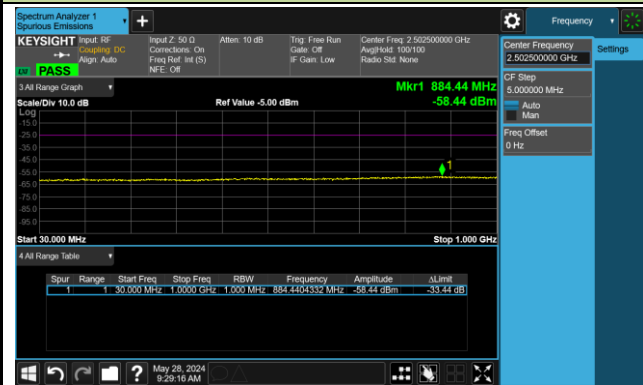 Spectrum Analyzer 1
Spurious Emissions
Frequency
KEYSIGHT
Input: RF
Coupling: DC
Align: Auto
Input Z: 50 Ω
Corrections: On
Freq Ref: Int (S)
NFE: Off
Atten: 10 dB
Trig: Free Run
Gate: Off
IF Gain: Low
Center Freq: 2.502500000 GHz
Avg|Hold: 100/100
Radio Std: None
PASS
Center Frequency
2.502500000 GHz
Settings
CF Step
5.000000 MHz
Auto
Man
Freq Offset
0 Hz
3 All Range Graph
Mkr1 884.44 MHz
Scale/Div 10.0 dB
Ref Value -5.00 dBm
-58.44 dBm
Log
-15.0
-25.0
-35.0
-45.0
-55.0
-65.0
-75.0
-85.0
-95.0
1
Start 30.000 MHz
Stop 1.000 GHz
4 All Range Table
Spur Range Start Freq Stop Freq RBW Frequency Amplitude ΔLimit
1 1 30.000 MHz 1.0000 GHz 1.000 MHz 884.4404332 MHz -58.44 dBm -33.44 dB
?
May 28, 2024
9:29:16 AM